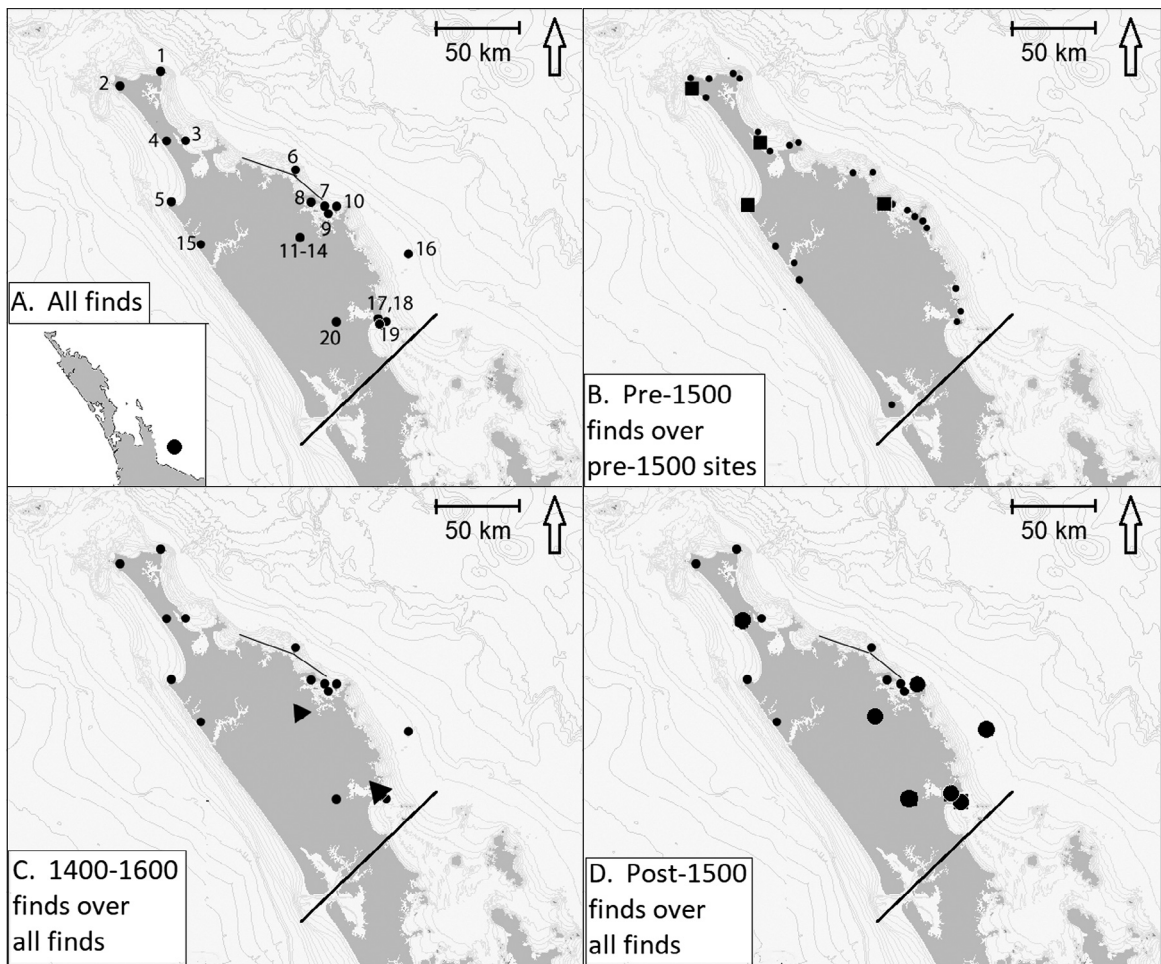 50 km
1
2
3
4
5
6
7
8
9
10
11-14
15
16
17,18
19
20
A. All finds
50 km
B. Pre-1500
finds over
pre-1500 sites
50 km
C. 1400-1600
finds over
all finds
50 km
D. Post-1500
finds over
all finds